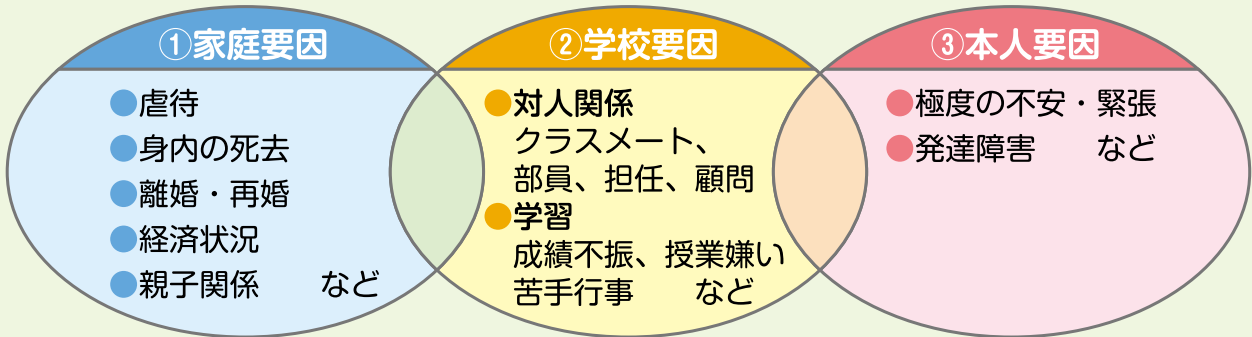 ①家庭要因
●虐待
●身内の死去
●離婚・再婚
●経済状況
●親子関係　　など
②学校要因
●対人関係
クラスメート、
部員、担任、顧問
●学習
成績不振、授業嫌い
苦手行事　　など
③本人要因
●極度の不安・緊張
●発達障害　　など